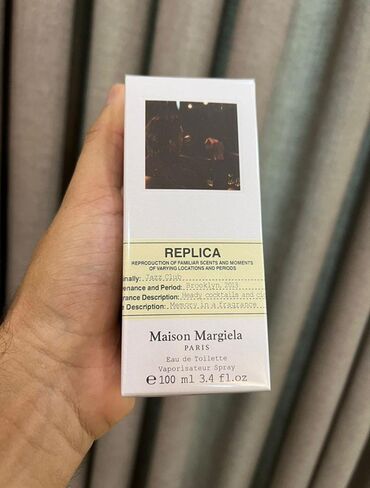 REPLICA
REPRODUCTION OF FAMILIAR SCENTS AND MOMENTS
OF VARYING LOCATIONS AND PERIODS
inally: Jazz Club
enance and Period: Brooklyn, 2013
rance Description: Heady cocktails and ci
e Description: Memory in a fragrance
Maison Margiela
PARIS
Eau de Toilette
Vaporisateur Spray
e 100 ml 3.4 fl.oz